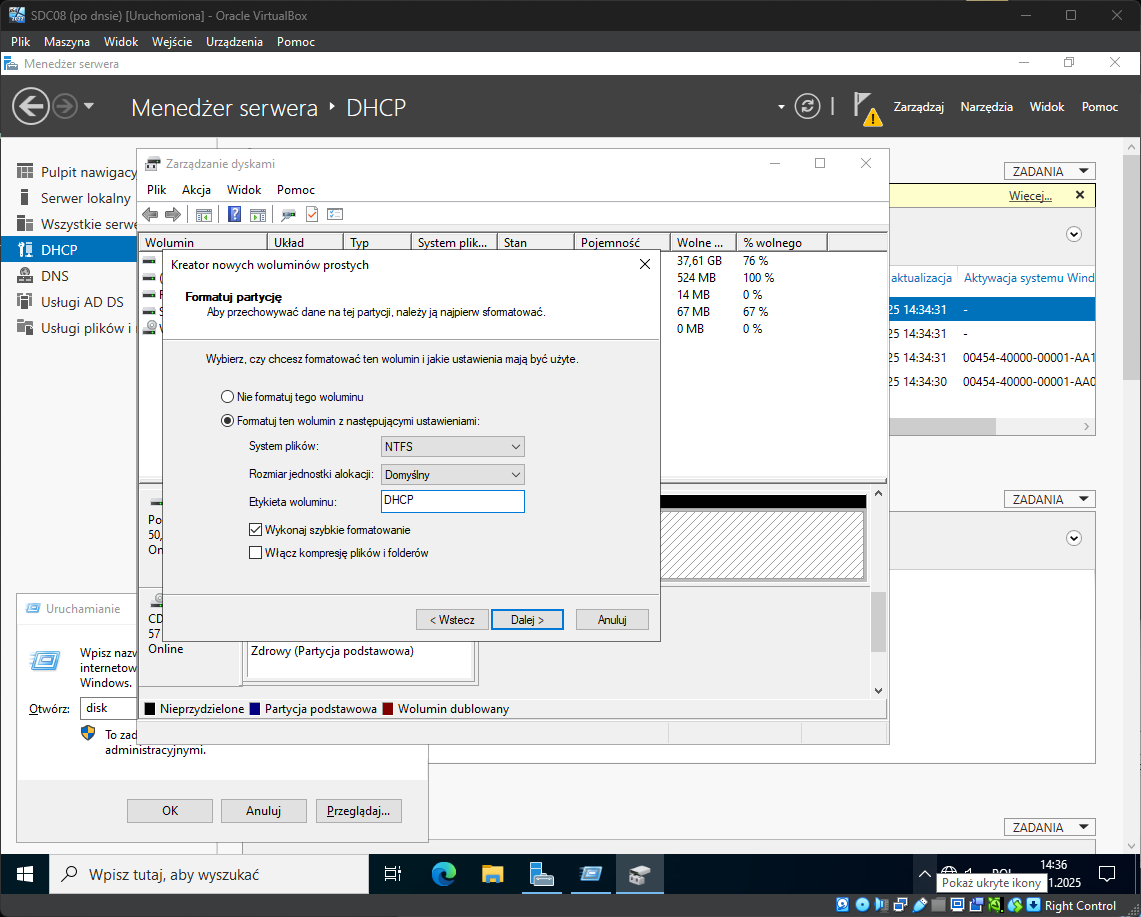 SDC08 (po dnsie) [Uruchomiona] - Oracle VirtualBox
Plik Maszyna Widok Wejście Urządzenia Pomoc
Menedżer serwera
Menedżer serwera DHCP
Zarządzaj Narzędzia Widok Pomoc
Pulpit nawigacy
Serwer lokalny
Wszystkie serwe
DHCP
DNS
Usługi AD DS
Usługi plików i
Zarządzanie dyskami
Plik Akcja Widok Pomoc
Wolumin Układ Typ System plik... Stan Pojemność Wolne ... % wolnego
37,61 GB 76 %
524 MB 100 %
14 MB 0 %
67 MB 67 %
0 MB 0 %
Kreator nowych woluminów prostych
Formatuj partycję
Aby przechowywać dane na tej partycji, należy ją najpierw sformatować.
Wybierz, czy chcesz formatować ten wolumin i jakie ustawienia mają być użyte.
Nie formatuj tego woluminu
Formatuj ten wolumin z następującymi ustawieniami:
System plików: NTFS
Rozmiar jednostki alokacji: Domyślny
Etykieta woluminu: DHCP
Wykonaj szybkie formatowanie
Włącz kompresję plików i folderów
< Wstecz Dalej > Anuluj
Po
50,
On
CD
57
Online
Zdrowy (Partycja podstawowa)
Nieprzydzielone Partycja podstawowa Wolumin dublowany
ZADANIA
Więcej...
aktualizacja Aktywacja systemu Wind
25 14:34:31 -
25 14:34:31 -
25 14:34:31 00454-40000-00001-AA1
25 14:34:30 00454-40000-00001-AA0
ZADANIA
ZADANIA
Uruchamianie
Wpisz nazw
internetow
Windows.
Otwórz: disk
To zad
administracyjnymi.
OK Anuluj Przeglądaj...
Wpisz tutaj, aby wyszukać
14:36
1.2025
Pokaż ukryte ikony
Right Control